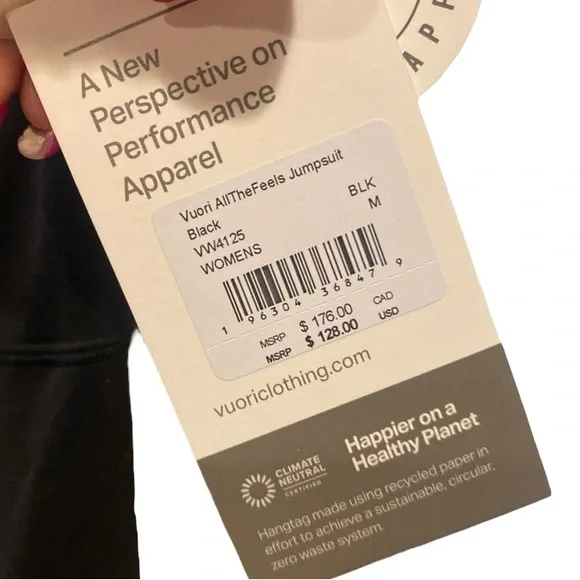 APP
A New
Perspective on
Performance
Apparel
Vuori AllTheFeels Jumpsuit
Black BLK
VW4125 M
WOMENS
1 96304 36847 9
MSRP $ 176.00 CAD
MSRP $ 128.00 USD
vuoriclothing.com
CLIMATE
NEUTRAL
CERTIFIED
Happier on a
Healthy Planet
Hangtag made using recycled paper in
effort to achieve a sustainable, circular,
zero waste system.